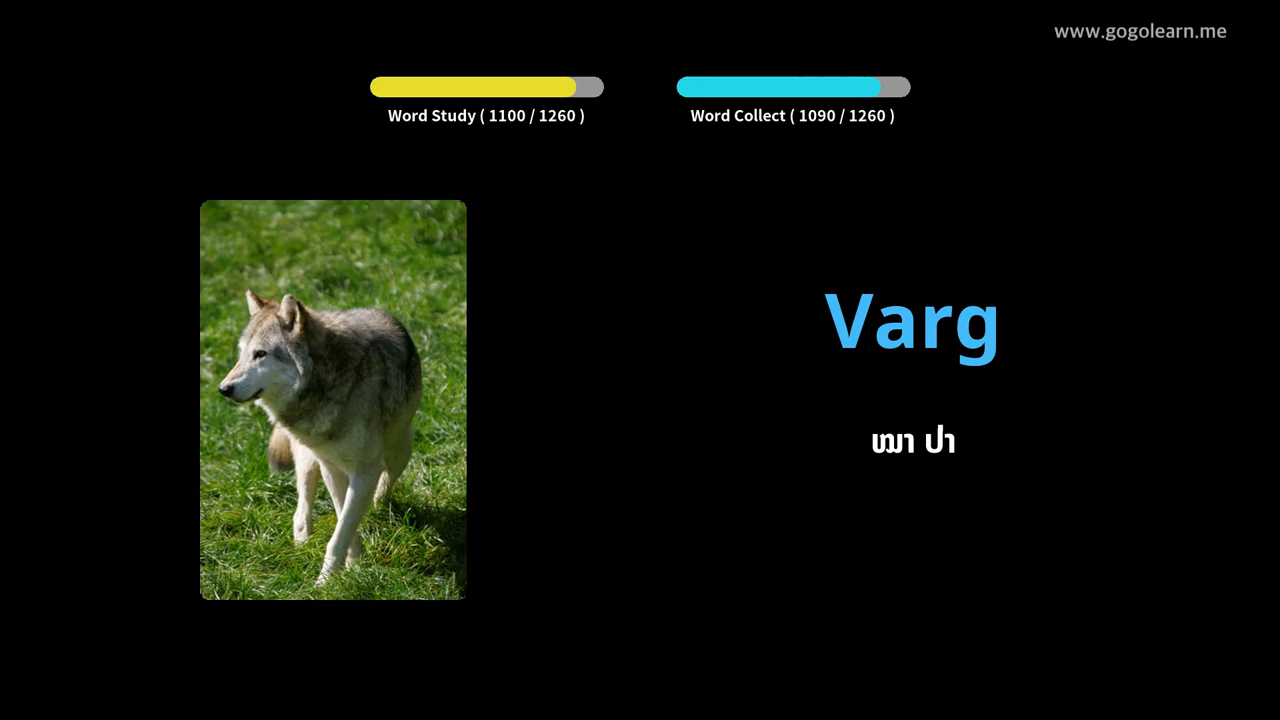 www.gogolearn.me
Word Study ( 1100 / 1260 )
Word Collect ( 1090 / 1260 )
Varg
ໝາ ປ່າ